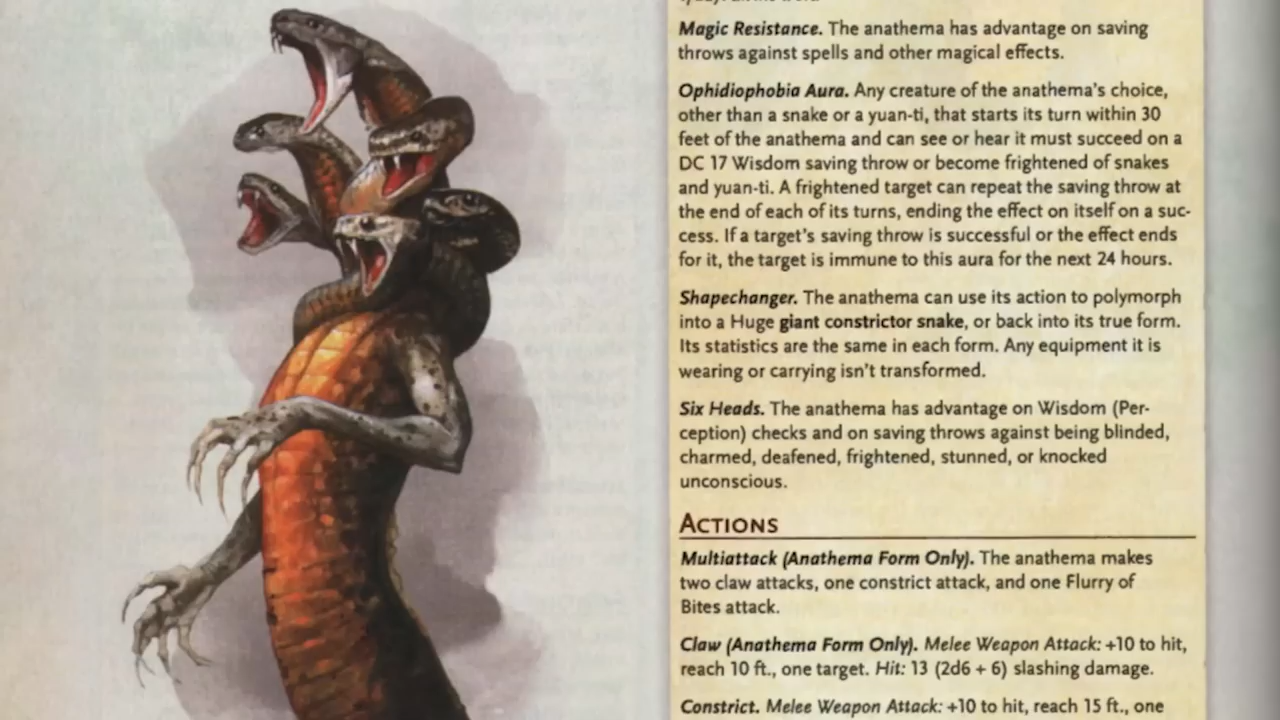 Magic Resistance. The anathema has advantage on saving
throws against spells and other magical effects.
Ophidiophobia Aura. Any creature of the anathema's choice,
other than a snake or a yuan-ti, that starts its turn within 30
feet of the anathema and can see or hear it must succeed on a
DC 17 Wisdom saving throw or become frightened of snakes
and yuan-ti. A frightened target can repeat the saving throw at
the end of each of its turns, ending the effect on itself on a suc-
cess. If a target's saving throw is successful or the effect ends
for it, the target is immune to this aura for the next 24 hours.
Shapechanger. The anathema can use its action to polymorph
into a Huge giant constrictor snake, or back into its true form.
Its statistics are the same in each form. Any equipment it is
wearing or carrying isn't transformed.
Six Heads. The anathema has advantage on Wisdom (Per-
ception) checks and on saving throws against being blinded,
charmed, deafened, frightened, stunned, or knocked
unconscious.
ACTIONS
Multiattack (Anathema Form Only). The anathema makes
two claw attacks, one constrict attack, and one Flurry of
Bites attack.
Claw (Anathema Form Only). Melee Weapon Attack: +10 to hit,
reach 10 ft., one target. Hit: 13 (2d6 + 6) slashing damage.
Constrict. Melee Weapon Attack: +10 to hit, reach 15 ft., one